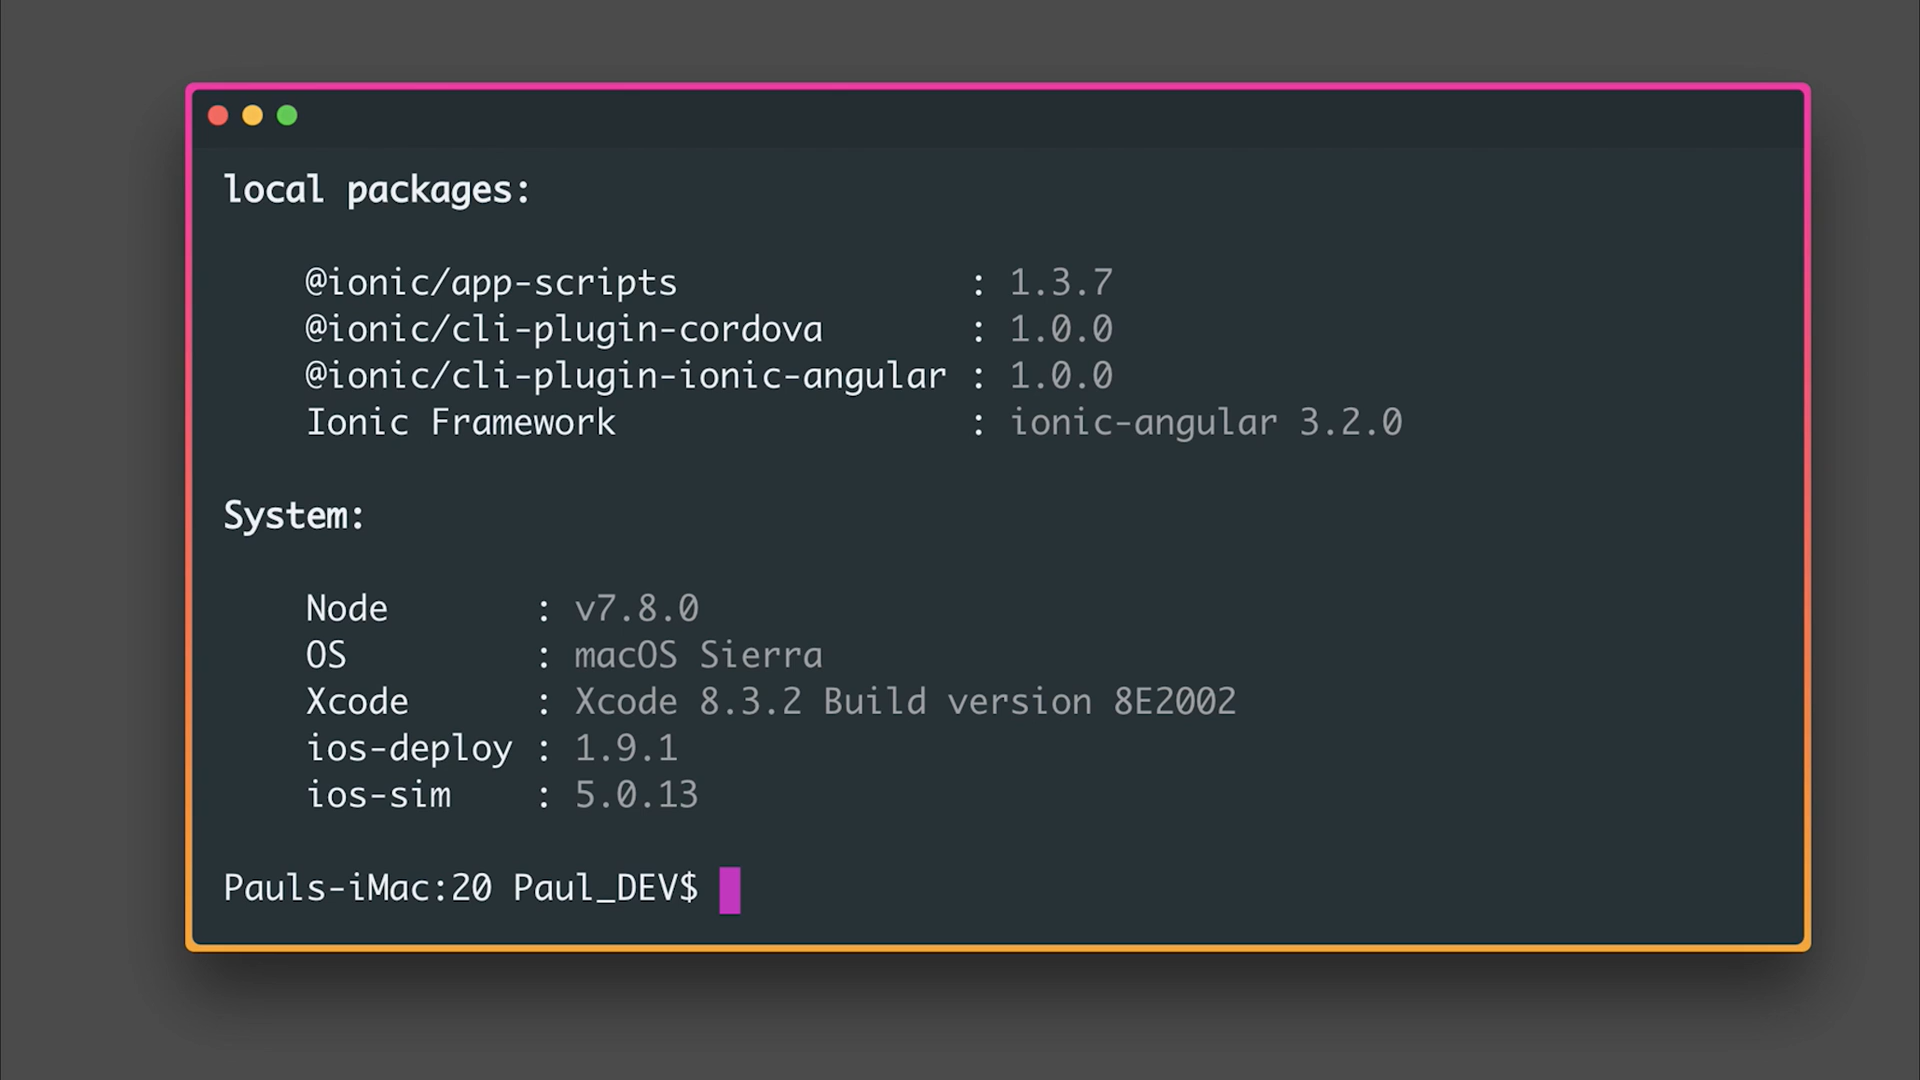 local packages:
@ionic/app-scripts : 1.3.7
@ionic/cli-plugin-cordova : 1.0.0
@ionic/cli-plugin-ionic-angular : 1.0.0
Ionic Framework : ionic-angular 3.2.0
System:
Node : v7.8.0
OS : macOS Sierra
Xcode : Xcode 8.3.2 Build version 8E2002
ios-deploy : 1.9.1
ios-sim : 5.0.13
Pauls-iMac:20 Paul_DEV$